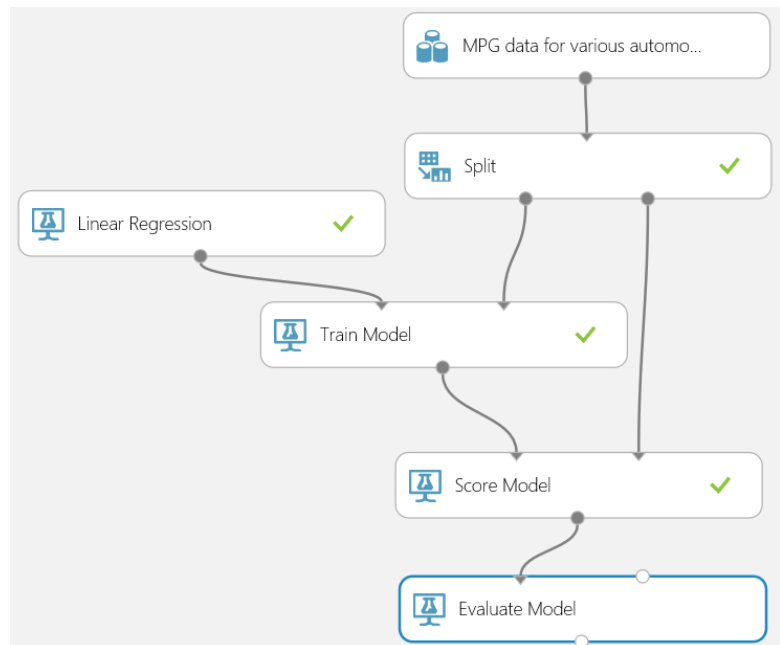 MPG data for various automo...
Split
Linear Regression
Train Model
Score Model
Evaluate Model